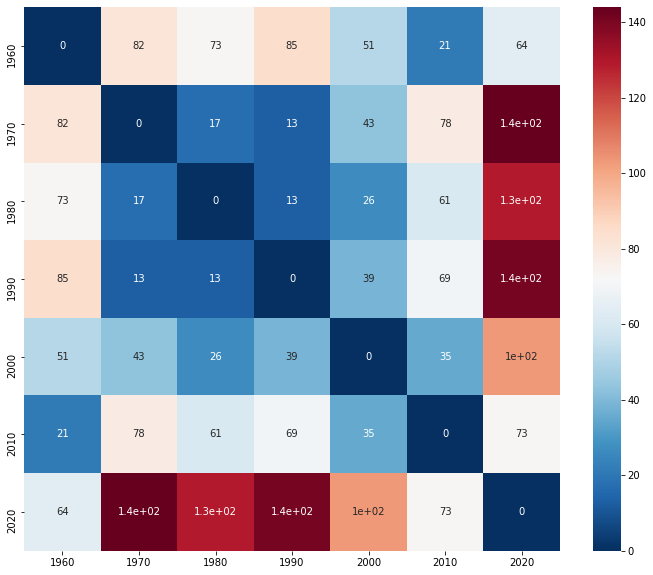 1960 0 82 73 85 51 21 64
1970 82 0 17 13 43 78 1.4e+02
1980 73 17 0 13 26 61 1.3e+02
1990 85 13 13 0 39 69 1.4e+02
2000 51 43 26 39 0 35 1e+02
2010 21 78 61 69 35 0 73
2020 64 1.4e+02 1.3e+02 1.4e+02 1e+02 73 0
1960 1970 1980 1990 2000 2010 2020
140
120
100
80
60
40
20
0